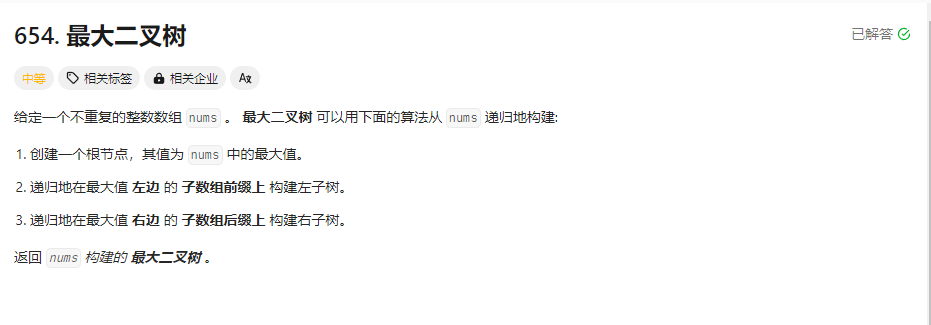 654. 最大二叉树
已解答
中等 相关标签 相关企业 Aあ
给定一个不重复的整数数组 nums 。 最大二叉树 可以用下面的算法从 nums 递归地构建:
1. 创建一个根节点，其值为 nums 中的最大值。
2. 递归地在最大值 左边 的 子数组前缀上 构建左子树。
3. 递归地在最大值 右边 的 子数组后缀上 构建右子树。
返回 nums 构建的 最大二叉树 。